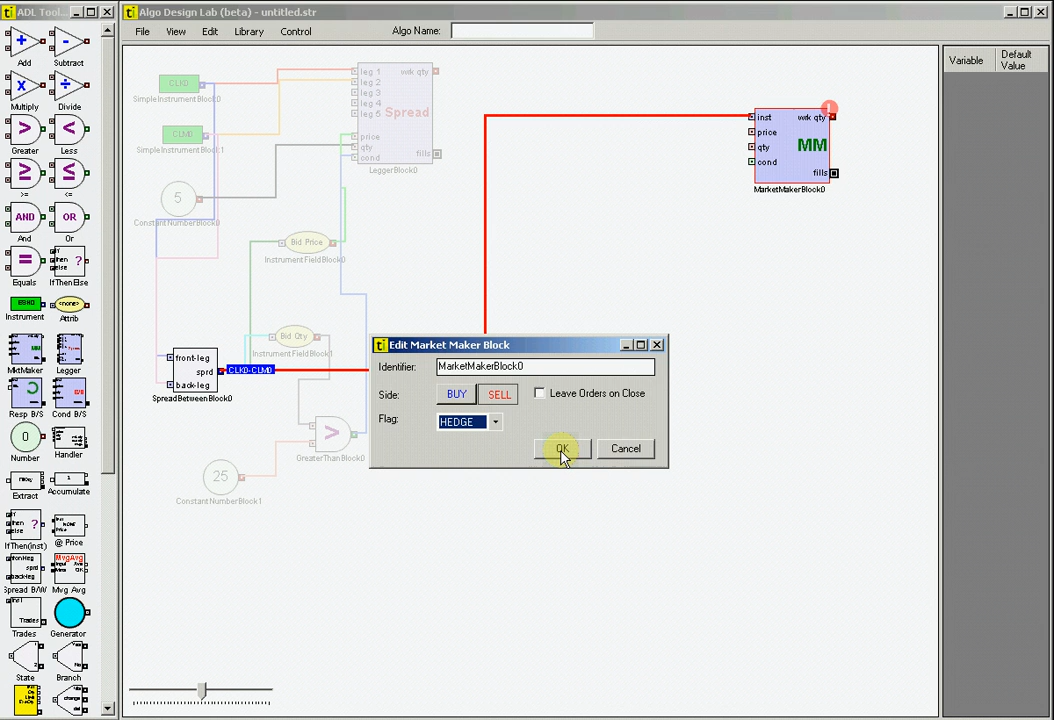 ADL Tool...
Add
Subtract
Multiply
Divide
Greater
Less
>=
<=
AND
OR
And
Or
Equals
IfThenElse
Instrument
<none>
Attrib
MktMaker
Legger
Resp B/S
Cond B/S
0
Number
Handler
Extract
Accumulate
IfThen(inst)
@ Price
Spread B/W
MvgAvg
Mvg Avg
Trades
Generator
State
Branch
Algo Design Lab (beta) - untitled.str
File
View
Edit
Library
Control
Algo Name:
Variable
Default Value
CLK0
SimpleInstrumentBlock0
CLM0
SimpleInstrumentBlock1
5
ConstantNumberBlock0
leg 1
leg 2
leg 3
leg 4
leg 5
wrk qty
Spread
price
qty
cond
fills
LeggerBlock0
Bid Price
InstrumentFieldBlock0
Bid Qty
InstrumentFieldBlock1
front-leg
sprd
back-leg
CLK0-CLM0
SpreadBetweenBlock0
>
GreaterThanBlock0
25
ConstantNumberBlock1
inst
wrk qty
price
qty
MM
cond
fills
MarketMakerBlock0
Edit Market Maker Block
Identifier:
MarketMakerBlock0
Side:
BUY
SELL
Leave Orders on Close
Flag:
HEDGE
OK
Cancel